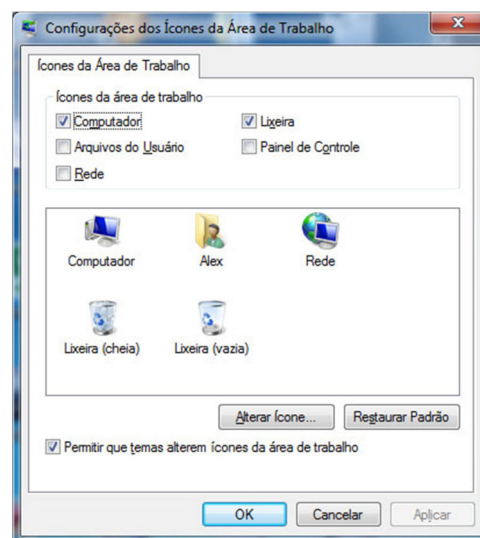 Configurações dos Ícones da Área de Trabalho
Ícones da Área de Trabalho
Ícones da área de trabalho
Computador
Lixeira
Arquivos do Usuário
Painel de Controle
Rede
Computador
Alex
Rede
Lixeira (cheia)
Lixeira (vazia)
Alterar Ícone...
Restaurar Padrão
Permitir que temas alterem ícones da área de trabalho
OK
Cancelar
Aplicar